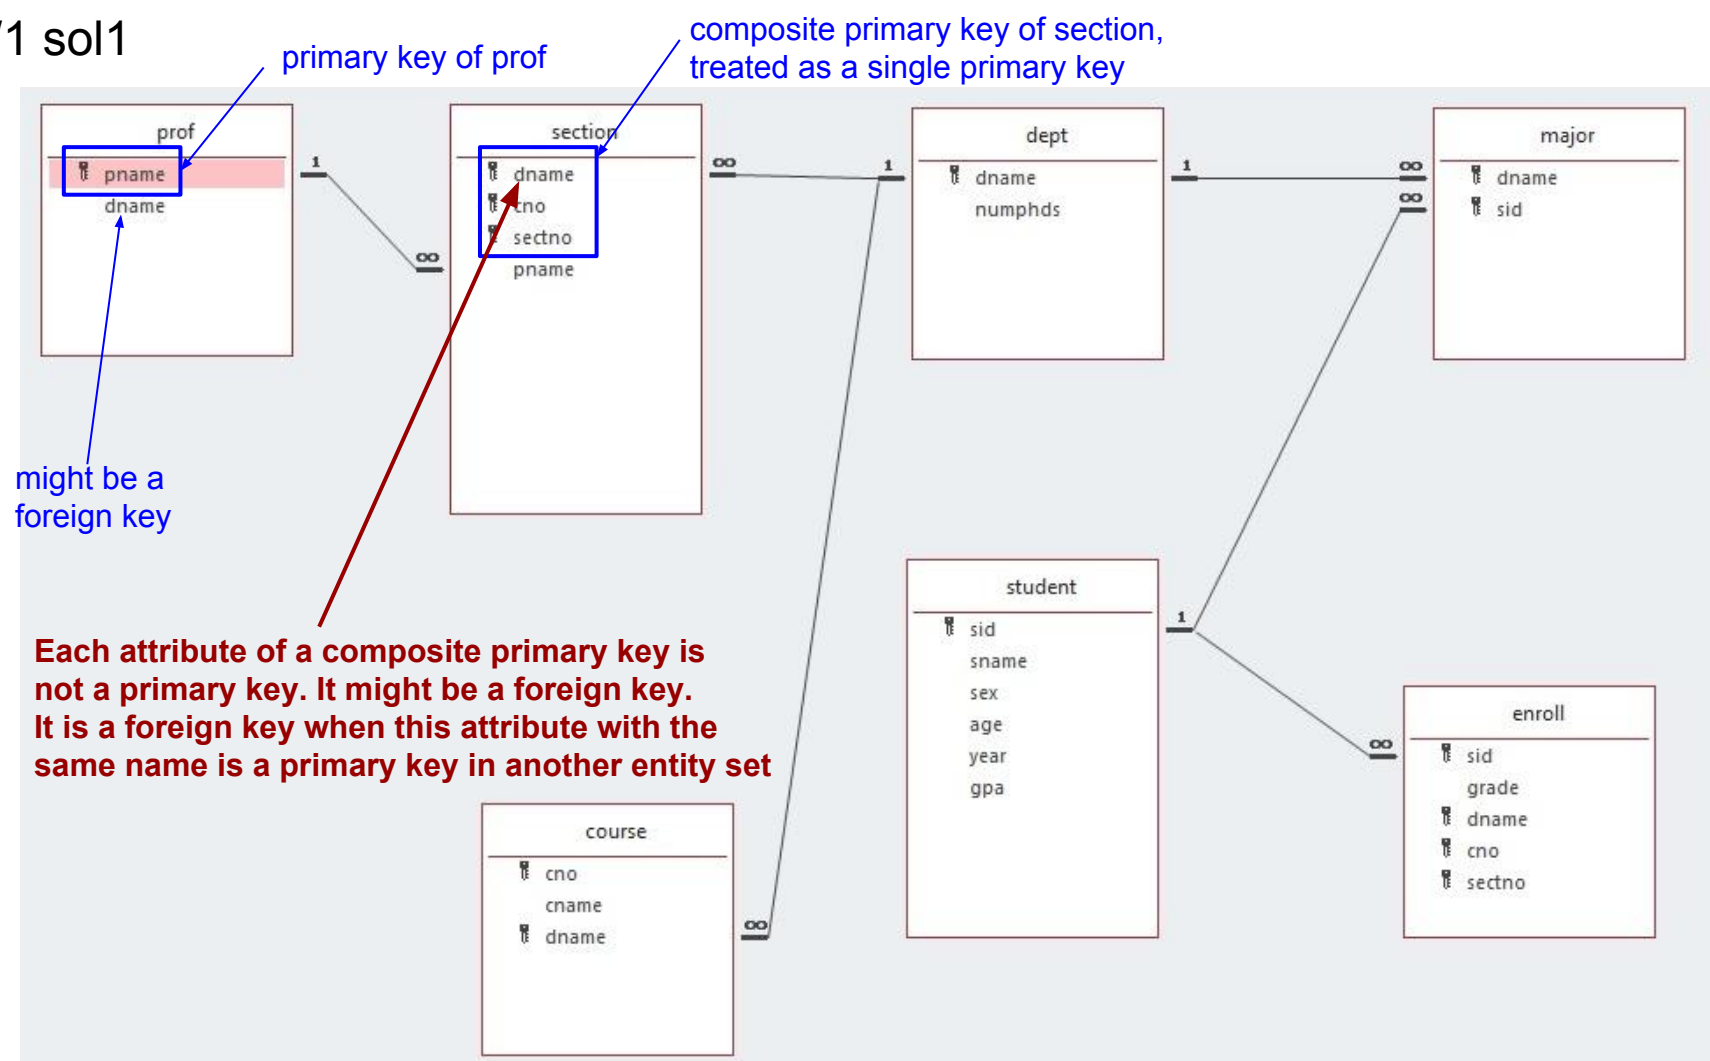 /1 sol1
primary key of prof
composite primary key of section,
treated as a single primary key
prof
pname
dname
1
∞
section
dname
cno
sectno
pname
∞
1
dept
dname
numphds
1
∞
∞
major
dname
sid
might be a
foreign key
Each attribute of a composite primary key is
not a primary key. It might be a foreign key.
It is a foreign key when this attribute with the
same name is a primary key in another entity set
student
sid
sname
sex
age
year
gpa
1
∞
enroll
sid
grade
dname
cno
sectno
course
cno
cname
dname
∞